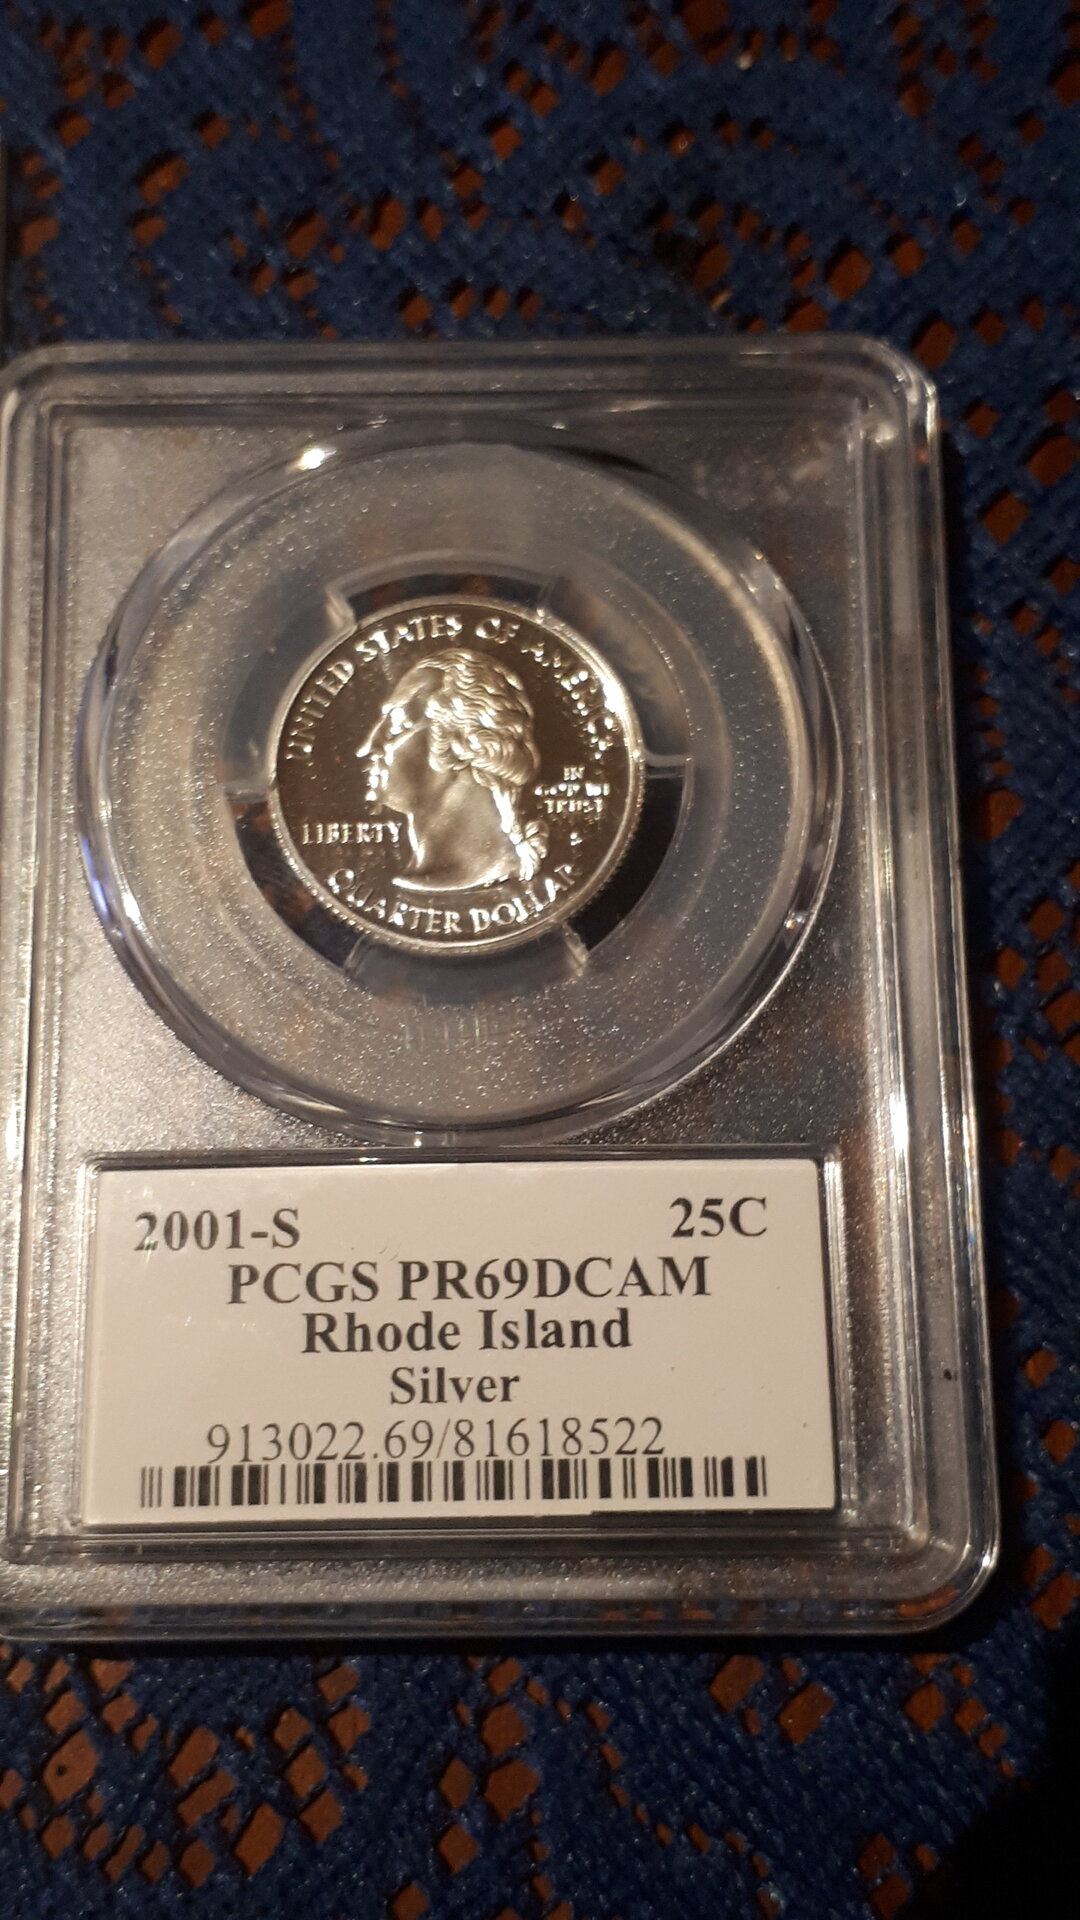 UNITED STATES OF AMERICA
IN
GOD WE
TRUST
LIBERTY
S
QUARTER DOLLAR
2001-S 25C
PCGS PR69DCAM
Rhode Island
Silver
913022.69/81618522